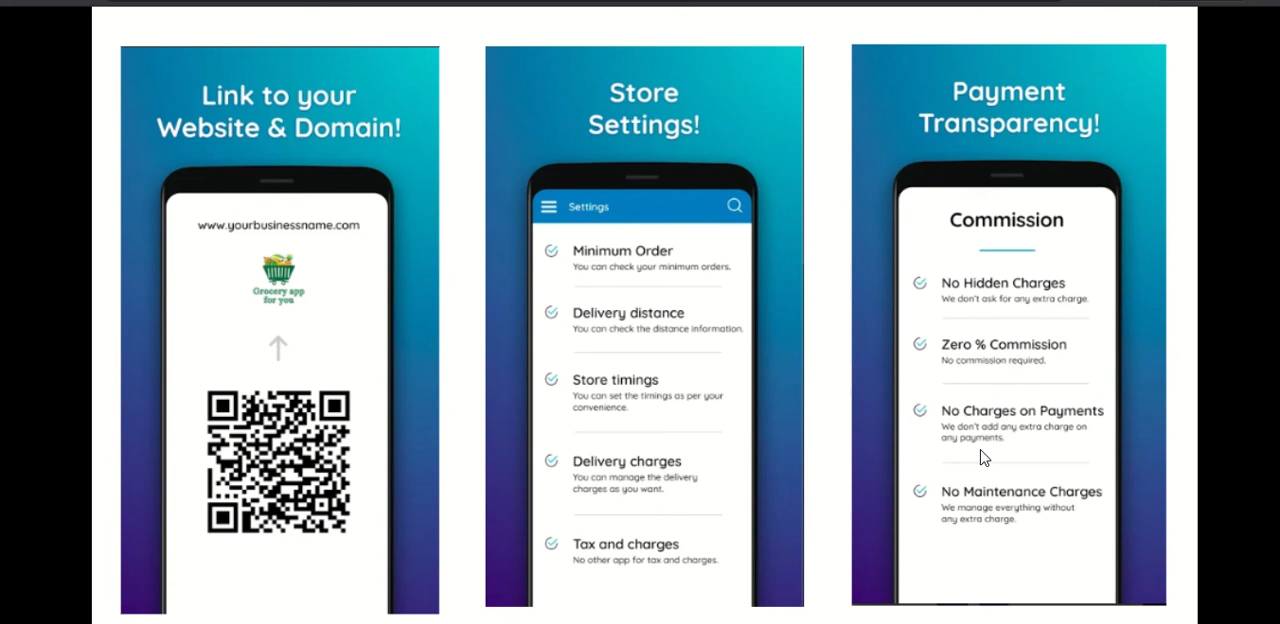 Link to your
Website & Domain!
www.yourbusinessname.com
Grocery app
for you
Store
Settings!
Settings
Minimum Order
You can check your minimum orders.
Delivery distance
You can check the distance information.
Store timings
You can set the timings as per your
convenience.
Delivery charges
You can manage the delivery
charges as you want.
Tax and charges
No other app for tax and charges.
Payment
Transparency!
Commission
No Hidden Charges
We don't ask for any extra charge.
Zero % Commission
No commission required.
No Charges on Payments
We don't add any extra charge on
any payments.
No Maintenance Charges
We manage everything without
any extra charge.